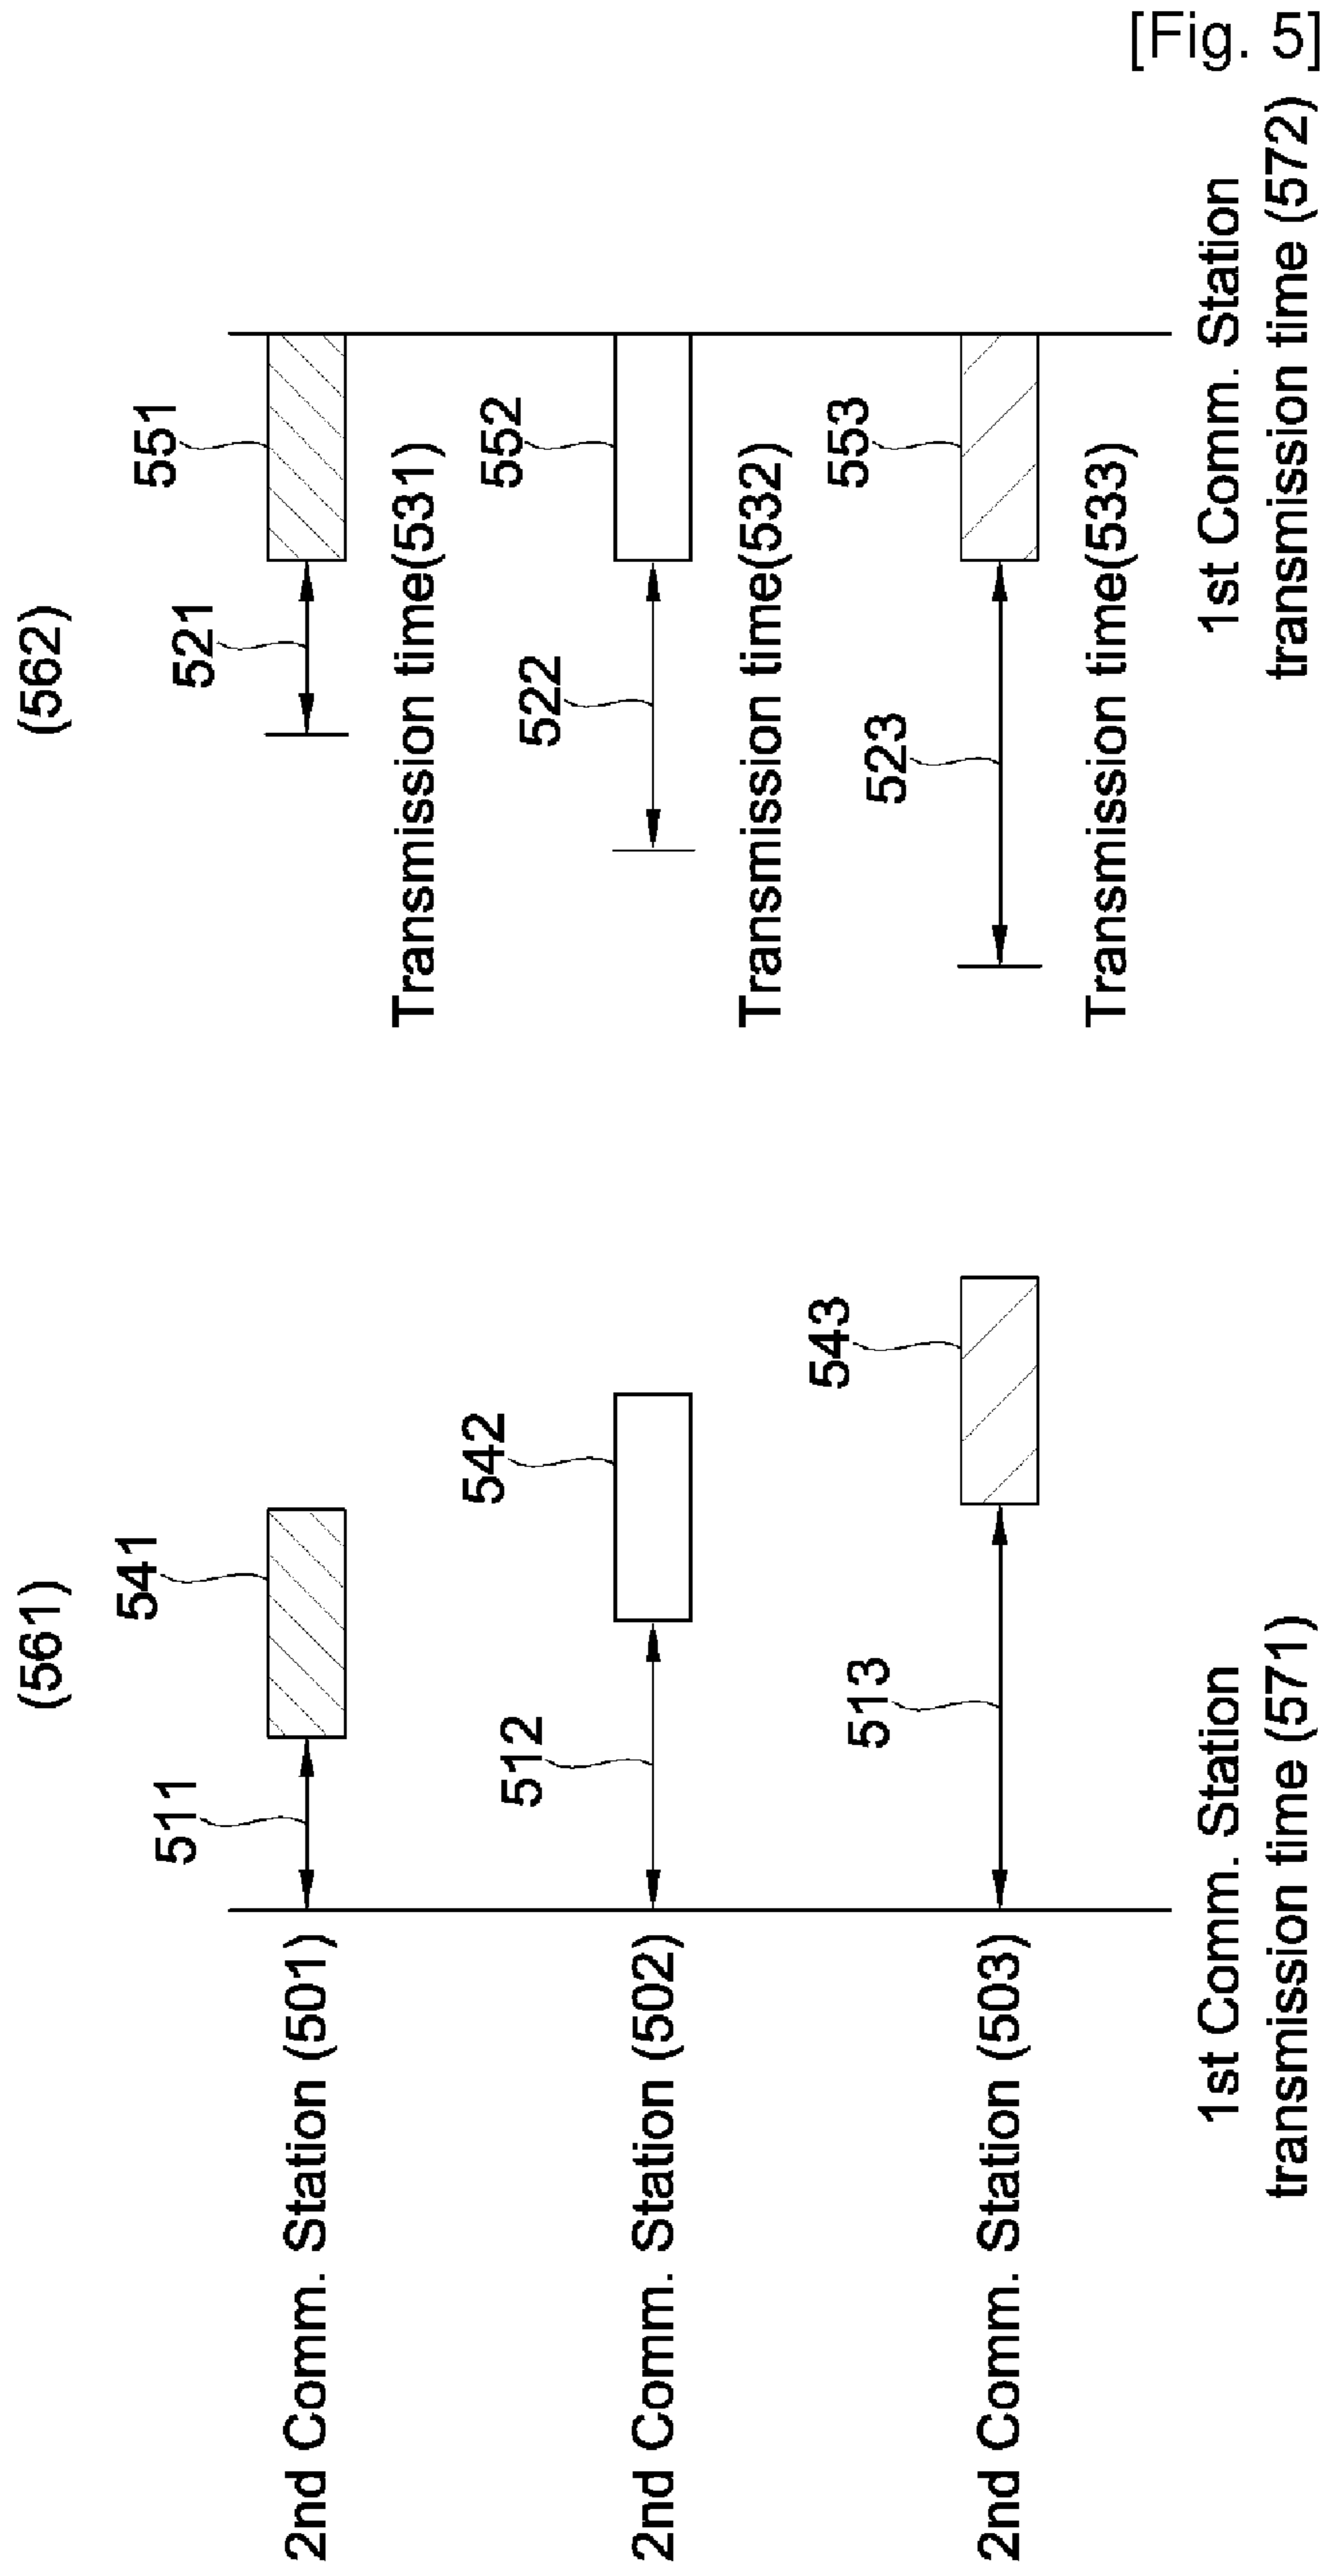 [Fig. 5]
(561)
(562)
2nd Comm. Station (501)
511
541
521
551
Transmission time(531)
2nd Comm. Station (502)
512
542
522
552
Transmission time(532)
2nd Comm. Station (503)
513
543
523
553
Transmission time(533)
1st Comm. Station
transmission time (571)
1st Comm. Station
transmission time (572)